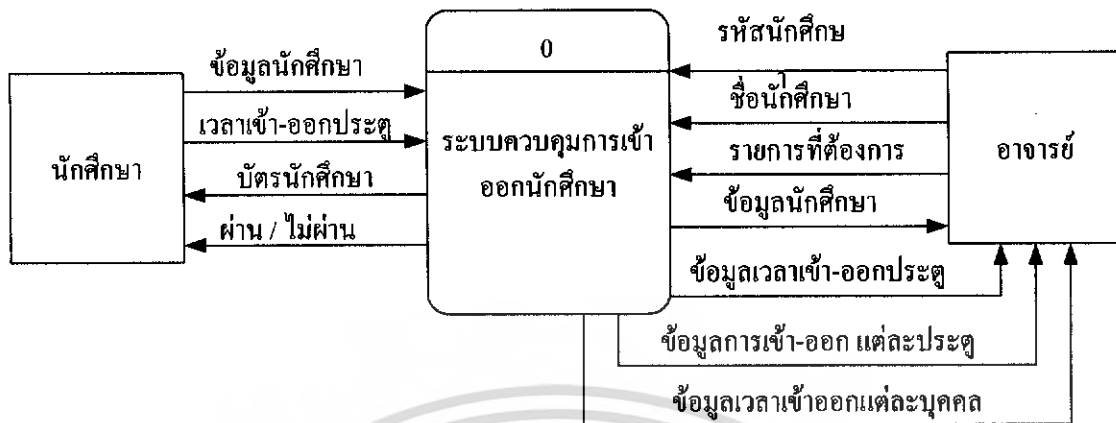 นักศึกษา
ข้อมูลนักศึกษา
เวลาเข้า-ออกประตู
บัตรนักศึกษา
ผ่าน / ไม่ผ่าน
0
ระบบควบคุมการเข้า
ออกนักศึกษา
รหัสนักศึกษ
า
ชื่อนักศึกษา
รายการที่ต้องการ
ข้อมูลนักศึกษา
ข้อมูลเวลาเข้า-ออกประตู
ข้อมูลการเข้า-ออก แต่ละประตู
ข้อมูลเวลาเข้าออกแต่ละบุคคล
อาจารย์